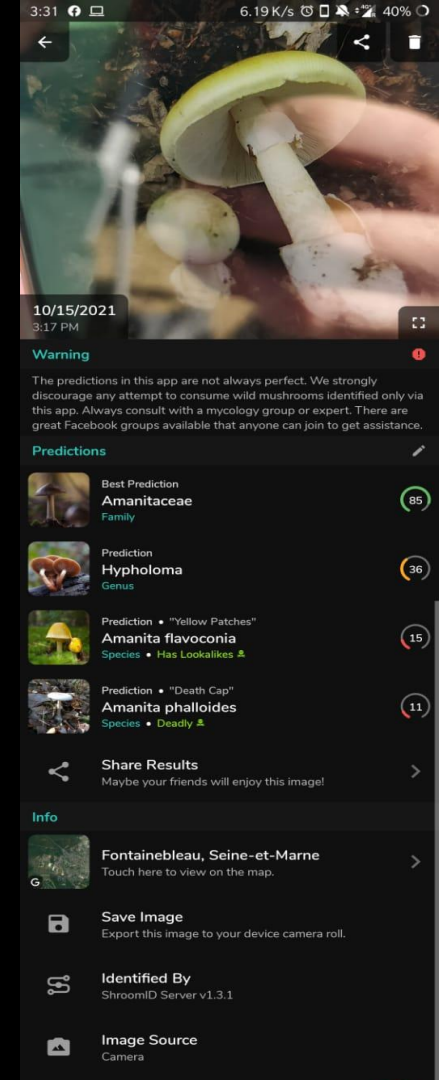 3:31 6.19 K/s 4G+ 40%
10/15/2021
3:17 PM
Warning
The predictions in this app are not always perfect. We strongly
discourage any attempt to consume wild mushrooms identified only via
this app. Always consult with a mycology group or expert. There are
great Facebook groups available that anyone can join to get assistance.
Predictions
Best Prediction
Amanitaceae
Family
85
Prediction
Hypholoma
Genus
36
Prediction • "Yellow Patches"
Amanita flavoconia
Species • Has Lookalikes
15
Prediction • "Death Cap"
Amanita phalloides
Species • Deadly
11
Share Results
Maybe your friends will enjoy this image!
Info
G
Fontainebleau, Seine-et-Marne
Touch here to view on the map.
Save Image
Export this image to your device camera roll.
Identified By
ShroomID Server v1.3.1
Image Source
Camera